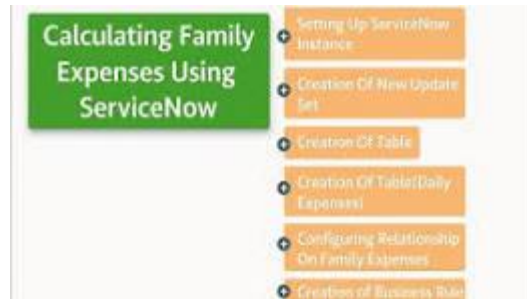 Calculating Family
Expenses Using
ServiceNow
Setting Up ServiceNow
Instance
Creation Of New Update
Set
Creation Of Table
Creation Of Table(Daily
Expenses)
Configuring Relationship
On Family Expenses
Creation of Business Rule